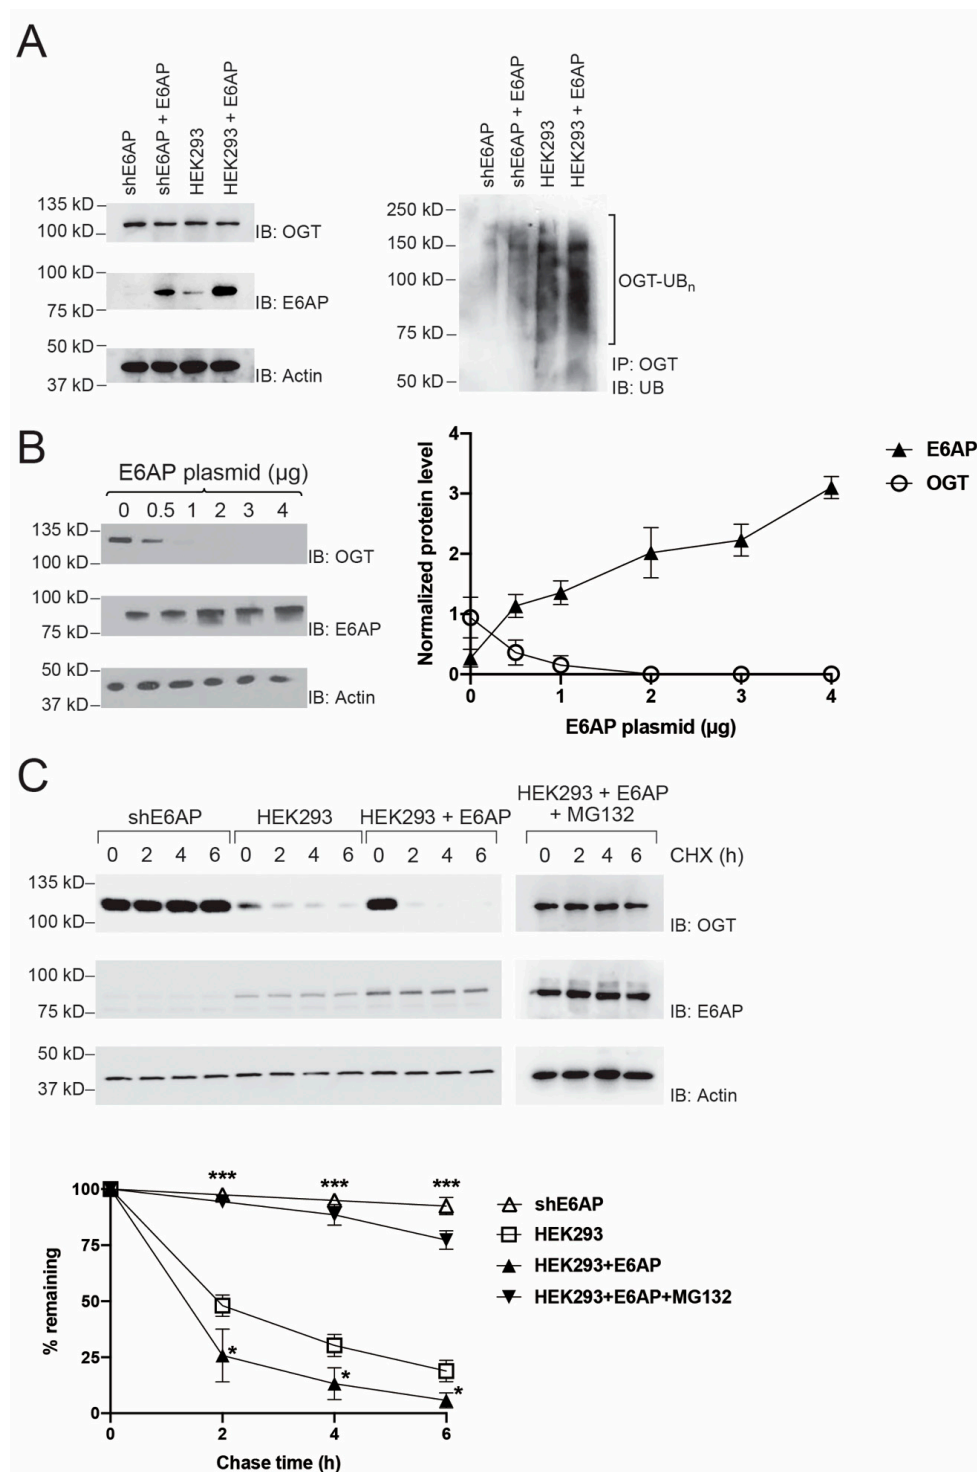 A
shE6AP
shE6AP + E6AP
HEK293
HEK293 + E6AP
135 kD
100 kD
IB: OGT
100 kD
75 kD
IB: E6AP
50 kD
37 kD
IB: Actin
shE6AP
shE6AP + E6AP
HEK293
HEK293 + E6AP
250 kD
150 kD
100 kD
75 kD
50 kD
OGT-UBn
IP: OGT
IB: UB
B
E6AP plasmid (µg)
0 0.5 1 2 3 4
135 kD
100 kD
IB: OGT
100 kD
75 kD
IB: E6AP
50 kD
37 kD
IB: Actin
Normalized protein level
4
3
2
1
0
0 1 2 3 4
E6AP plasmid (µg)
E6AP
OGT
C
shE6AP HEK293 HEK293 + E6AP
HEK293 + E6AP
+ MG132
0 2 4 6 0 2 4 6 0 2 4 6 0 2 4 6 CHX (h)
135 kD
100 kD
IB: OGT
100 kD
75 kD
IB: E6AP
50 kD
37 kD
IB: Actin
% remaining
100
75
50
25
0
*** *** ***
* * *
0 2 4 6
Chase time (h)
shE6AP
HEK293
HEK293+E6AP
HEK293+E6AP+MG132